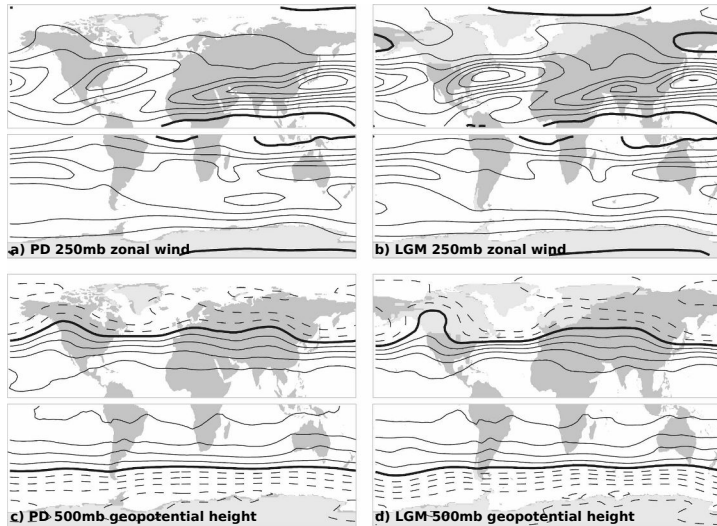 a) PD 250mb zonal wind
b) LGM 250mb zonal wind
c) PD 500mb geopotential height
d) LGM 500mb geopotential height